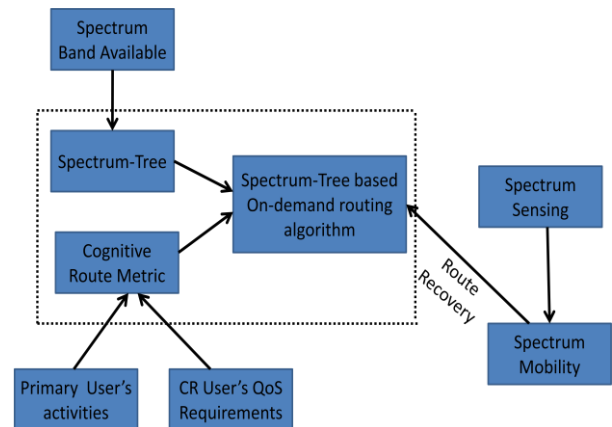 Spectrum
Band Available
Spectrum-Tree
Spectrum-Tree based
On-demand routing
algorithm
Spectrum
Sensing
Cognitive
Route Metric
Route
Recovery
Spectrum
Mobility
Primary User's
activities
CR User's QoS
Requirements